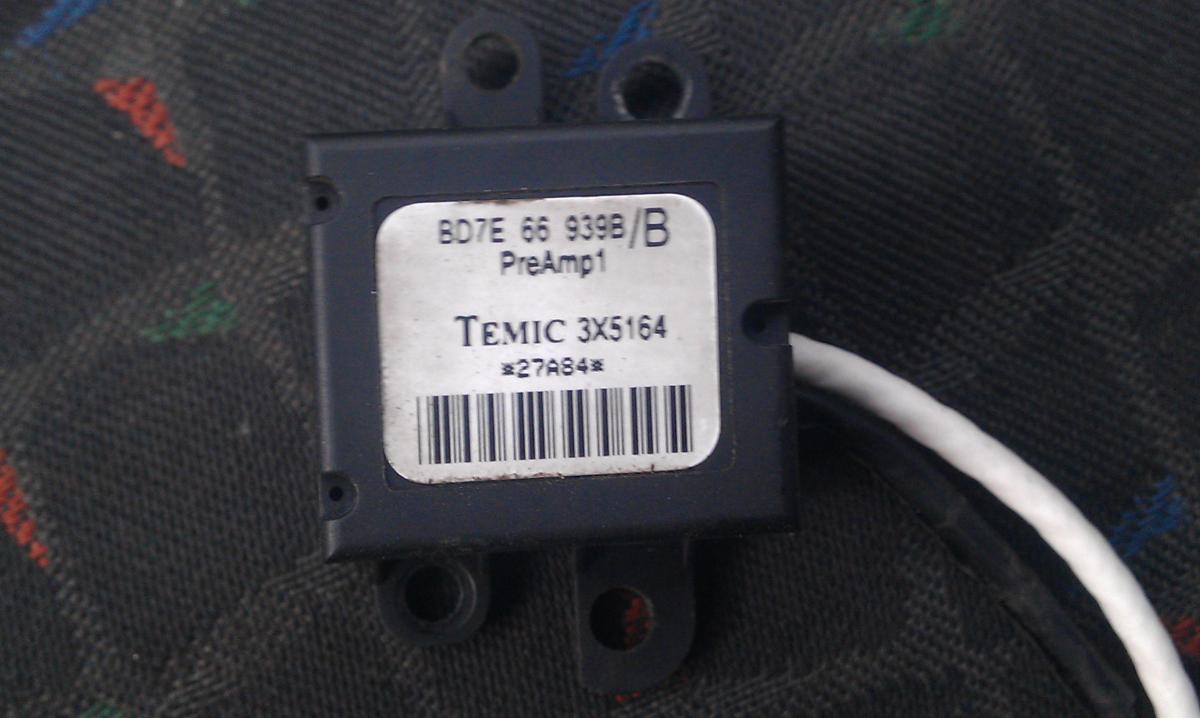 BD7E 66 939B/B
PreAmp1
TEMIC 3X5164
*27A84*